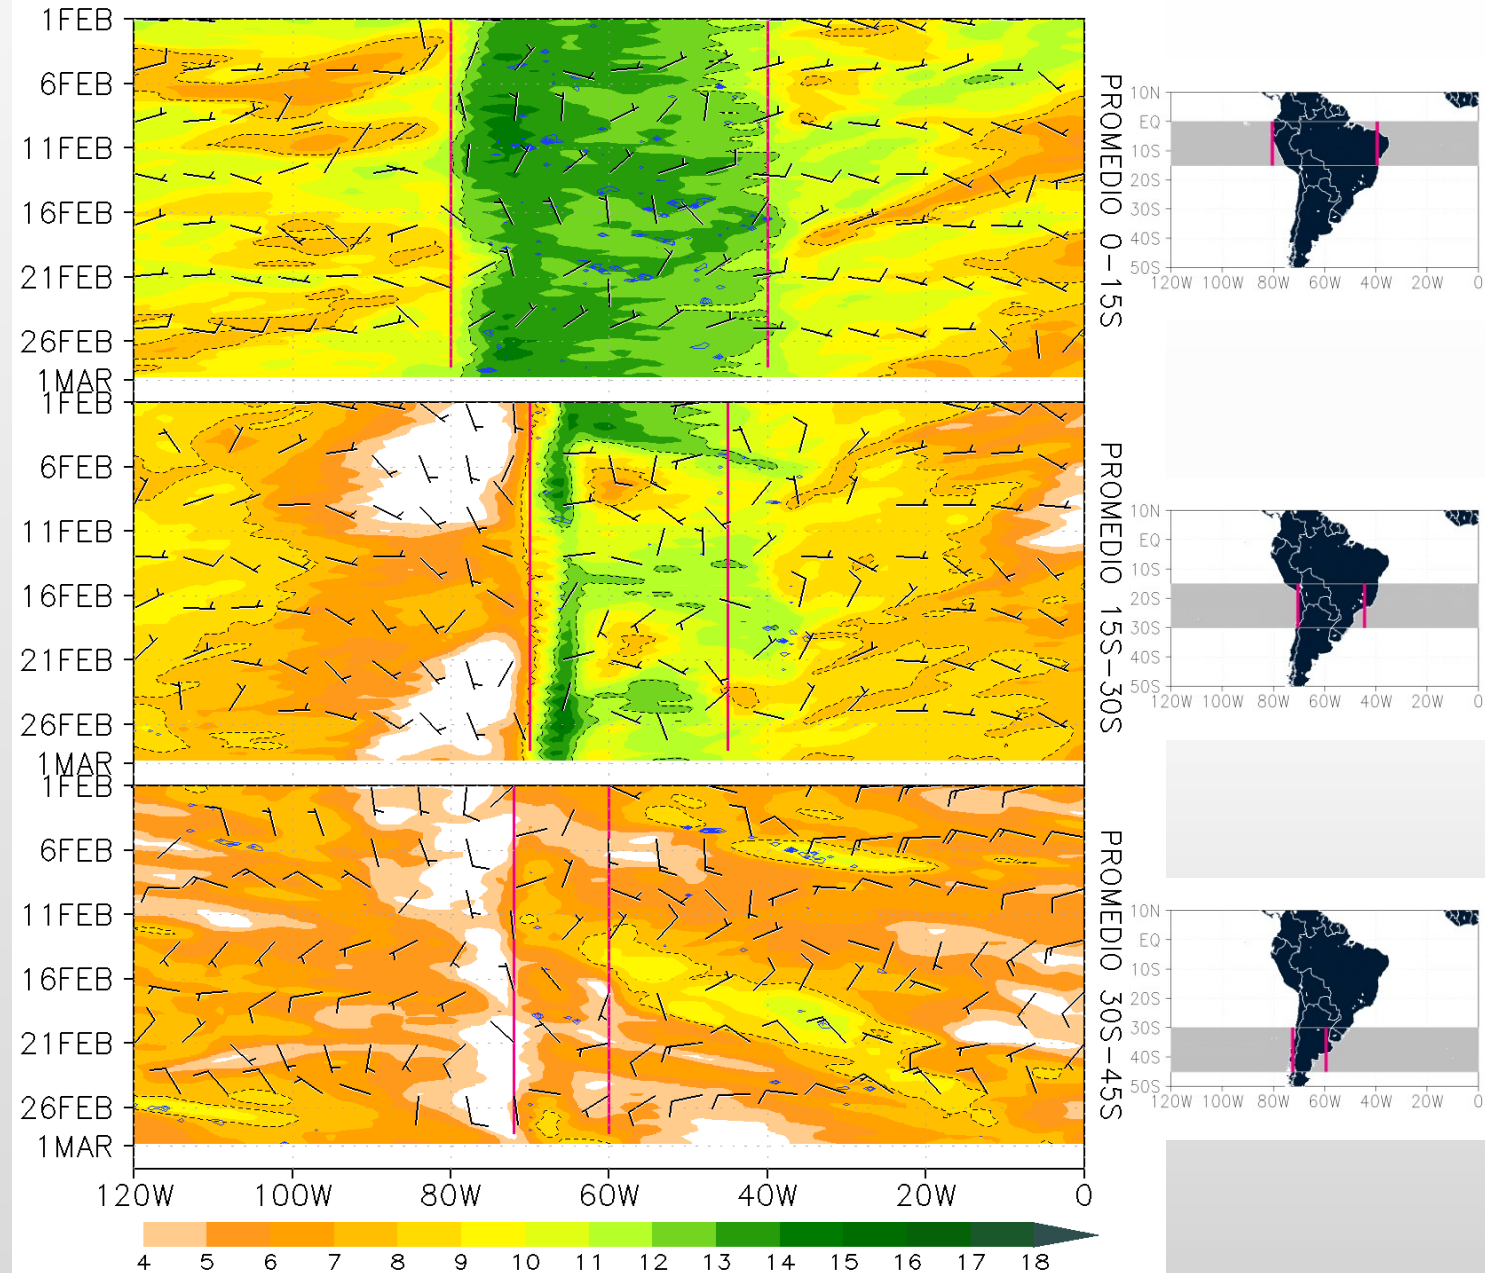 1FEB
6FEB
11FEB
16FEB
21FEB
26FEB
1MAR
PROMEDIO 0-15S
10N
EQ
10S
20S
30S
40S
50S
120W 100W 80W 60W 40W 20W 0
1FEB
6FEB
11FEB
16FEB
21FEB
26FEB
1MAR
PROMEDIO 15S-30S
10N
EQ
10S
20S
30S
40S
50S
120W 100W 80W 60W 40W 20W 0
1FEB
6FEB
11FEB
16FEB
21FEB
26FEB
1MAR
PROMEDIO 30S-45S
10N
EQ
10S
20S
30S
40S
50S
120W 100W 80W 60W 40W 20W 0
120W 100W 80W 60W 40W 20W 0
4 5 6 7 8 9 10 11 12 13 14 15 16 17 18